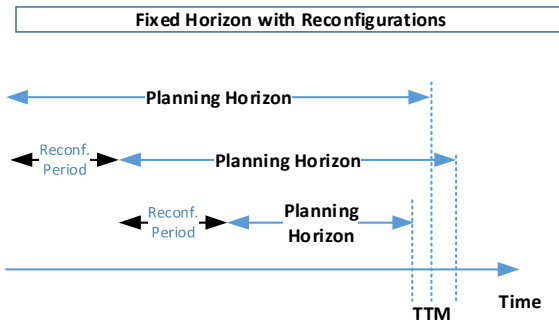 Fixed Horizon with Reconfigurations
Planning Horizon
Reconf.
Period
Planning Horizon
Reconf.
Period
Planning
Horizon
Time
TTM